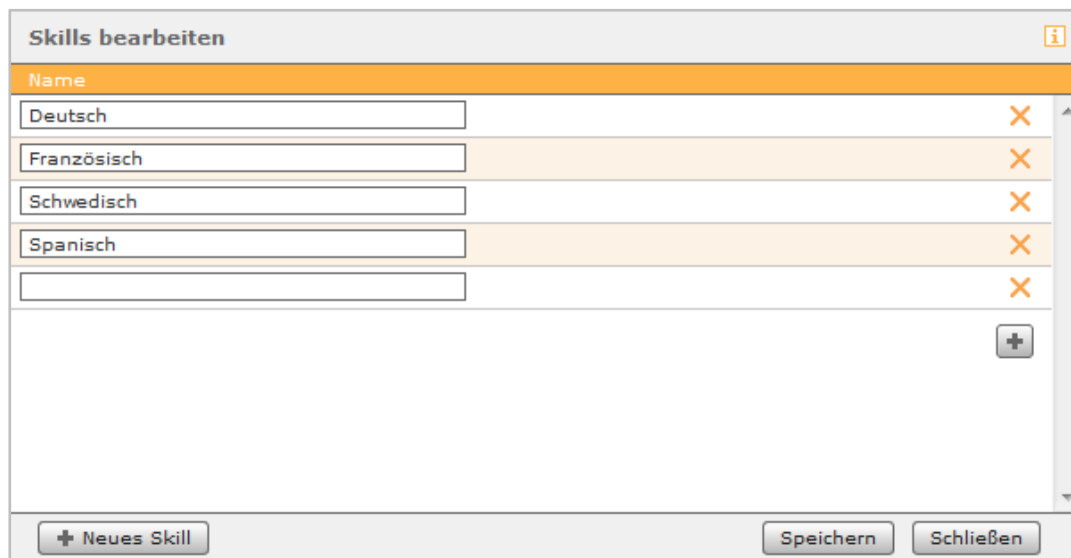 Skills bearbeiten
Name
Deutsch
Französisch
Schwedisch
Spanisch
Neues Skill Speichern Schließen